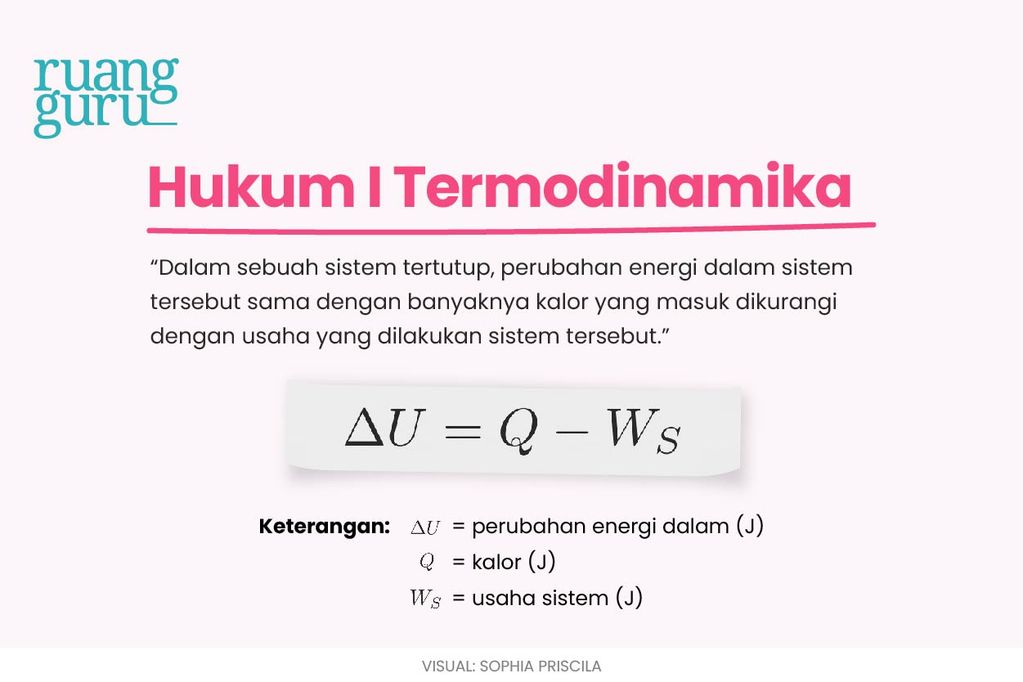 ruang
guru
Hukum I Termodinamika
“Dalam sebuah sistem tertutup, perubahan energi dalam sistem
tersebut sama dengan banyaknya kalor yang masuk dikurangi
dengan usaha yang dilakukan sistem tersebut.”
ΔU = Q − W_S
Keterangan: ΔU = perubahan energi dalam (J)
Q = kalor (J)
W_S = usaha sistem (J)
VISUAL: SOPHIA PRISCILA